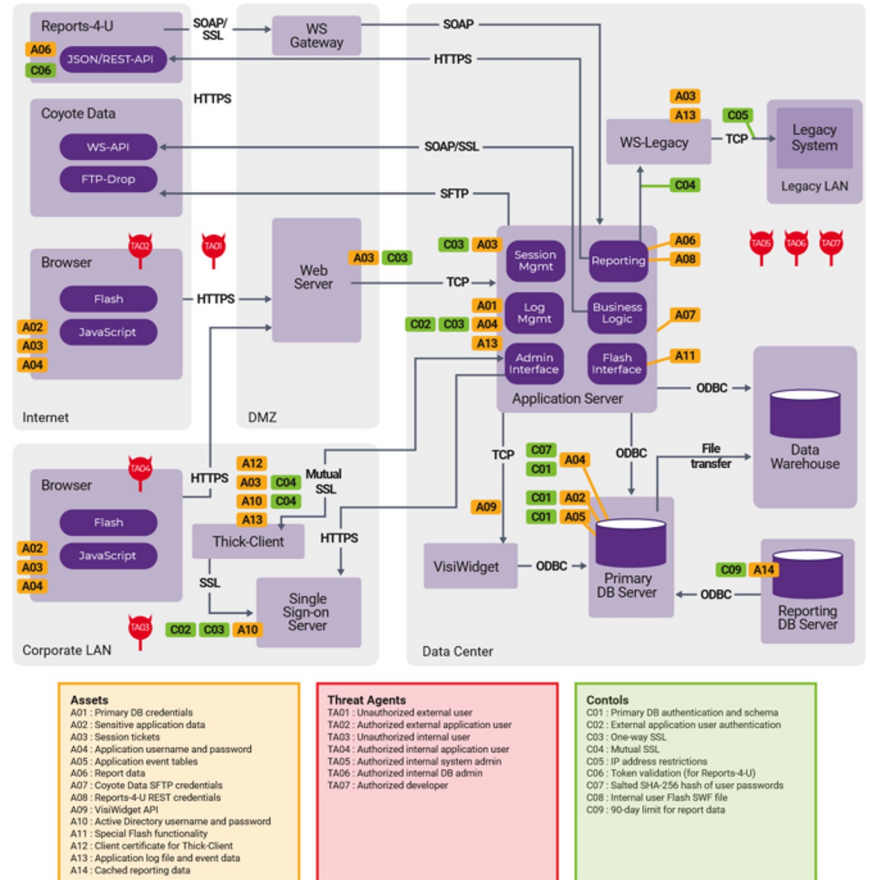 Reports-4-U
A06
C06
JSON/REST-API
SOAP/
SSL
WS
Gateway
SOAP
HTTPS
HTTPS
Coyote Data
WS-API
FTP-Drop
SOAP/SSL
SFTP
A03
A13
WS-Legacy
C05
TCP
Legacy
System
Legacy LAN
C04
TA02
TA01
Browser
Flash
JavaScript
A02
A03
A04
Internet
HTTPS
Web
Server
A03
C03
DMZ
TCP
C03
A03
Session
Mgmt
Reporting
A06
A08
TA05
TA06
TA07
A01
C02
C03
A04
A13
Log
Mgmt
Business
Logic
A07
Admin
Interface
Flash
Interface
A11
Application Server
ODBC
Data
Warehouse
TCP
ODBC
File
transfer
C07
C01
A04
C01
A02
C01
A05
A09
VisiWidget
ODBC
Primary
DB Server
C09
A14
ODBC
Reporting
DB Server
Data Center
TA04
Browser
Flash
JavaScript
A02
A03
A04
HTTPS
A12
A03
C04
A10
C04
A13
Mutual
SSL
Thick-Client
HTTPS
SSL
Single
Sign-on
Server
TA03
C02
C03
A10
Corporate LAN
Assets
A01 : Primary DB credentials
A02 : Sensitive application data
A03 : Session tickets
A04 : Application username and password
A05 : Application event tables
A06 : Report data
A07 : Coyote Data SFTP credentials
A08 : Reports-4-U REST credentials
A09 : VisiWidget API
A10 : Active Directory username and password
A11 : Special Flash functionality
A12 : Client certificate for Thick-Client
A13 : Application log file and event data
A14 : Cached reporting data
Threat Agents
TA01 : Unauthorized external user
TA02 : Authorized external application user
TA03 : Unauthorized internal user
TA04 : Authorized internal application user
TA05 : Authorized internal system admin
TA06 : Authorized internal DB admin
TA07 : Authorized developer
Contols
C01 : Primary DB authentication and schema
C02 : External application user authentication
C03 : One-way SSL
C04 : Mutual SSL
C05 : IP address restrictions
C06 : Token validation (for Reports-4-U)
C07 : Salted SHA-256 hash of user passwords
C08 : Internal user Flash SWF file
C09 : 90-day limit for report data